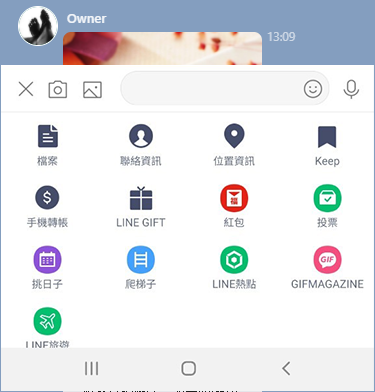 Owner
13:09
檔案
聯絡資訊
位置資訊
Keep
手機轉帳
LINE GIFT
福
紅包
投票
挑日子
爬梯子
LINE熱點
GIF
GIFMAGAZINE
LINE旅遊